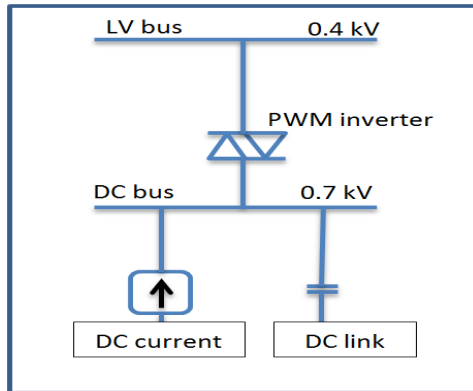 LV bus 0.4 kV
PWM inverter
DC bus 0.7 kV
DC current DC link